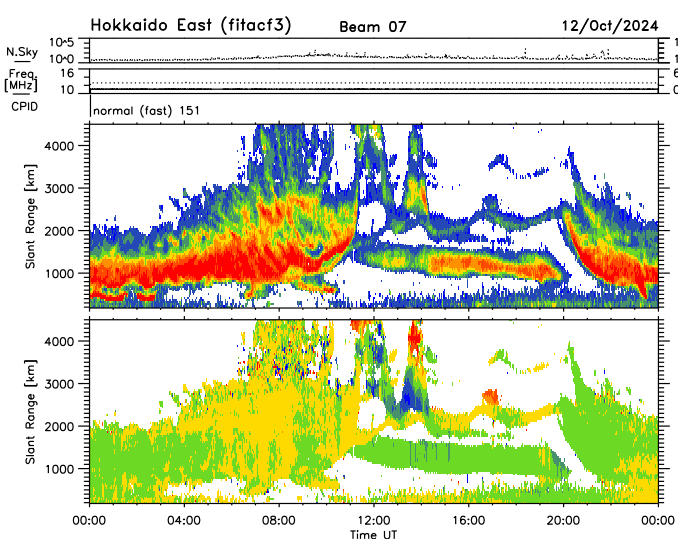 Hokkaido East (fitacf3) Beam 07 12/Oct/2024
N.Sky 10^5 10^0 1 1
Freq. [MHz] 16 10 6 0
CPID normal (fast) 151
Slant Range [km] 4000 3000 2000 1000
Slant Range [km] 4000 3000 2000 1000
00:00 04:00 08:00 12:00 16:00 20:00 00:00
Time UT